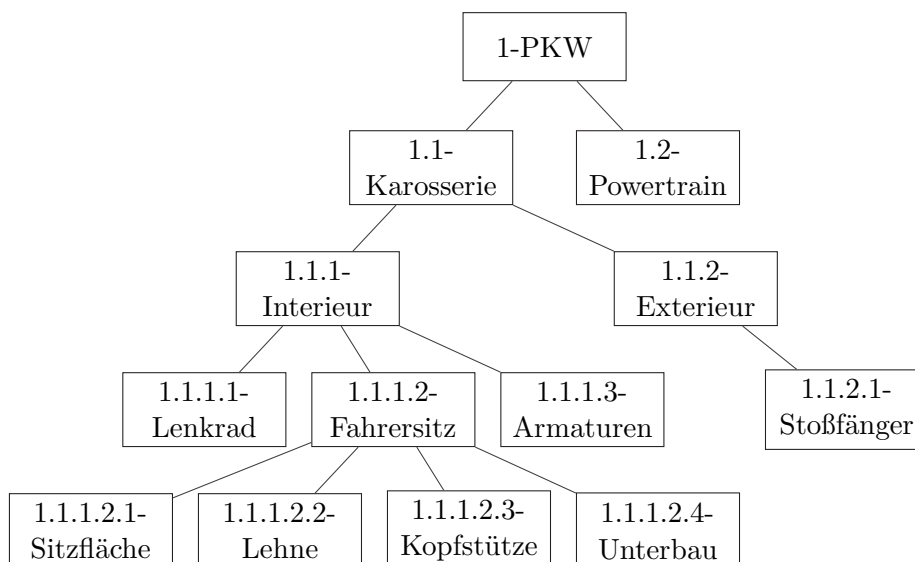 1-PKW
1.1-
Karosserie
1.2-
Powertrain
1.1.1-
Interieur
1.1.2-
Exterieur
1.1.1.1-
Lenkrad
1.1.1.2-
Fahrersitz
1.1.1.3-
Armaturen
1.1.2.1-
Stoßfänger
1.1.1.2.1-
Sitzfläche
1.1.1.2.2-
Lehne
1.1.1.2.3-
Kopfstütze
1.1.1.2.4-
Unterbau